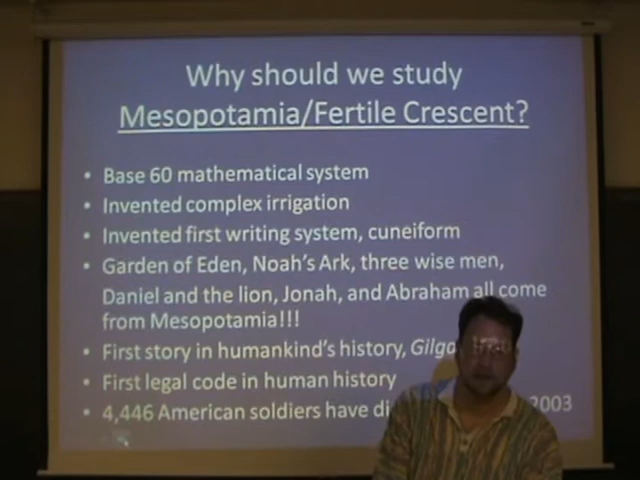 Why should we study
Mesopotamia/Fertile Crescent?
• Base 60 mathematical system
• Invented complex irrigation
• Invented first writing system, cuneiform
• Garden of Eden, Noah's Ark, three wise men,
Daniel and the lion, Jonah, and Abraham all come
from Mesopotamia!!!
• First story in humankind's history, Gilga
• First legal code in human history
• 4,446 American soldiers have di 2003